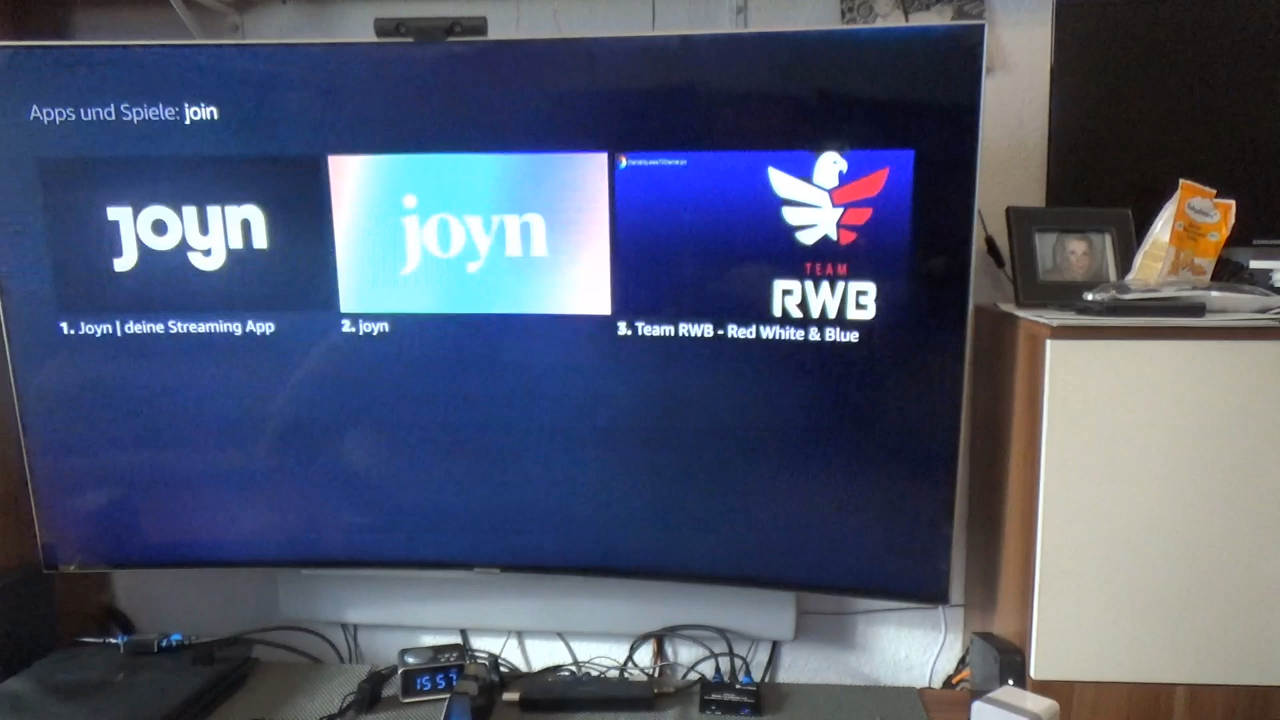 Apps und Spiele: join
joyn
joyn
TEAM
RWB
1. Joyn | deine Streaming App
2. joyn
3. Team RWB - Red White & Blue
15 57